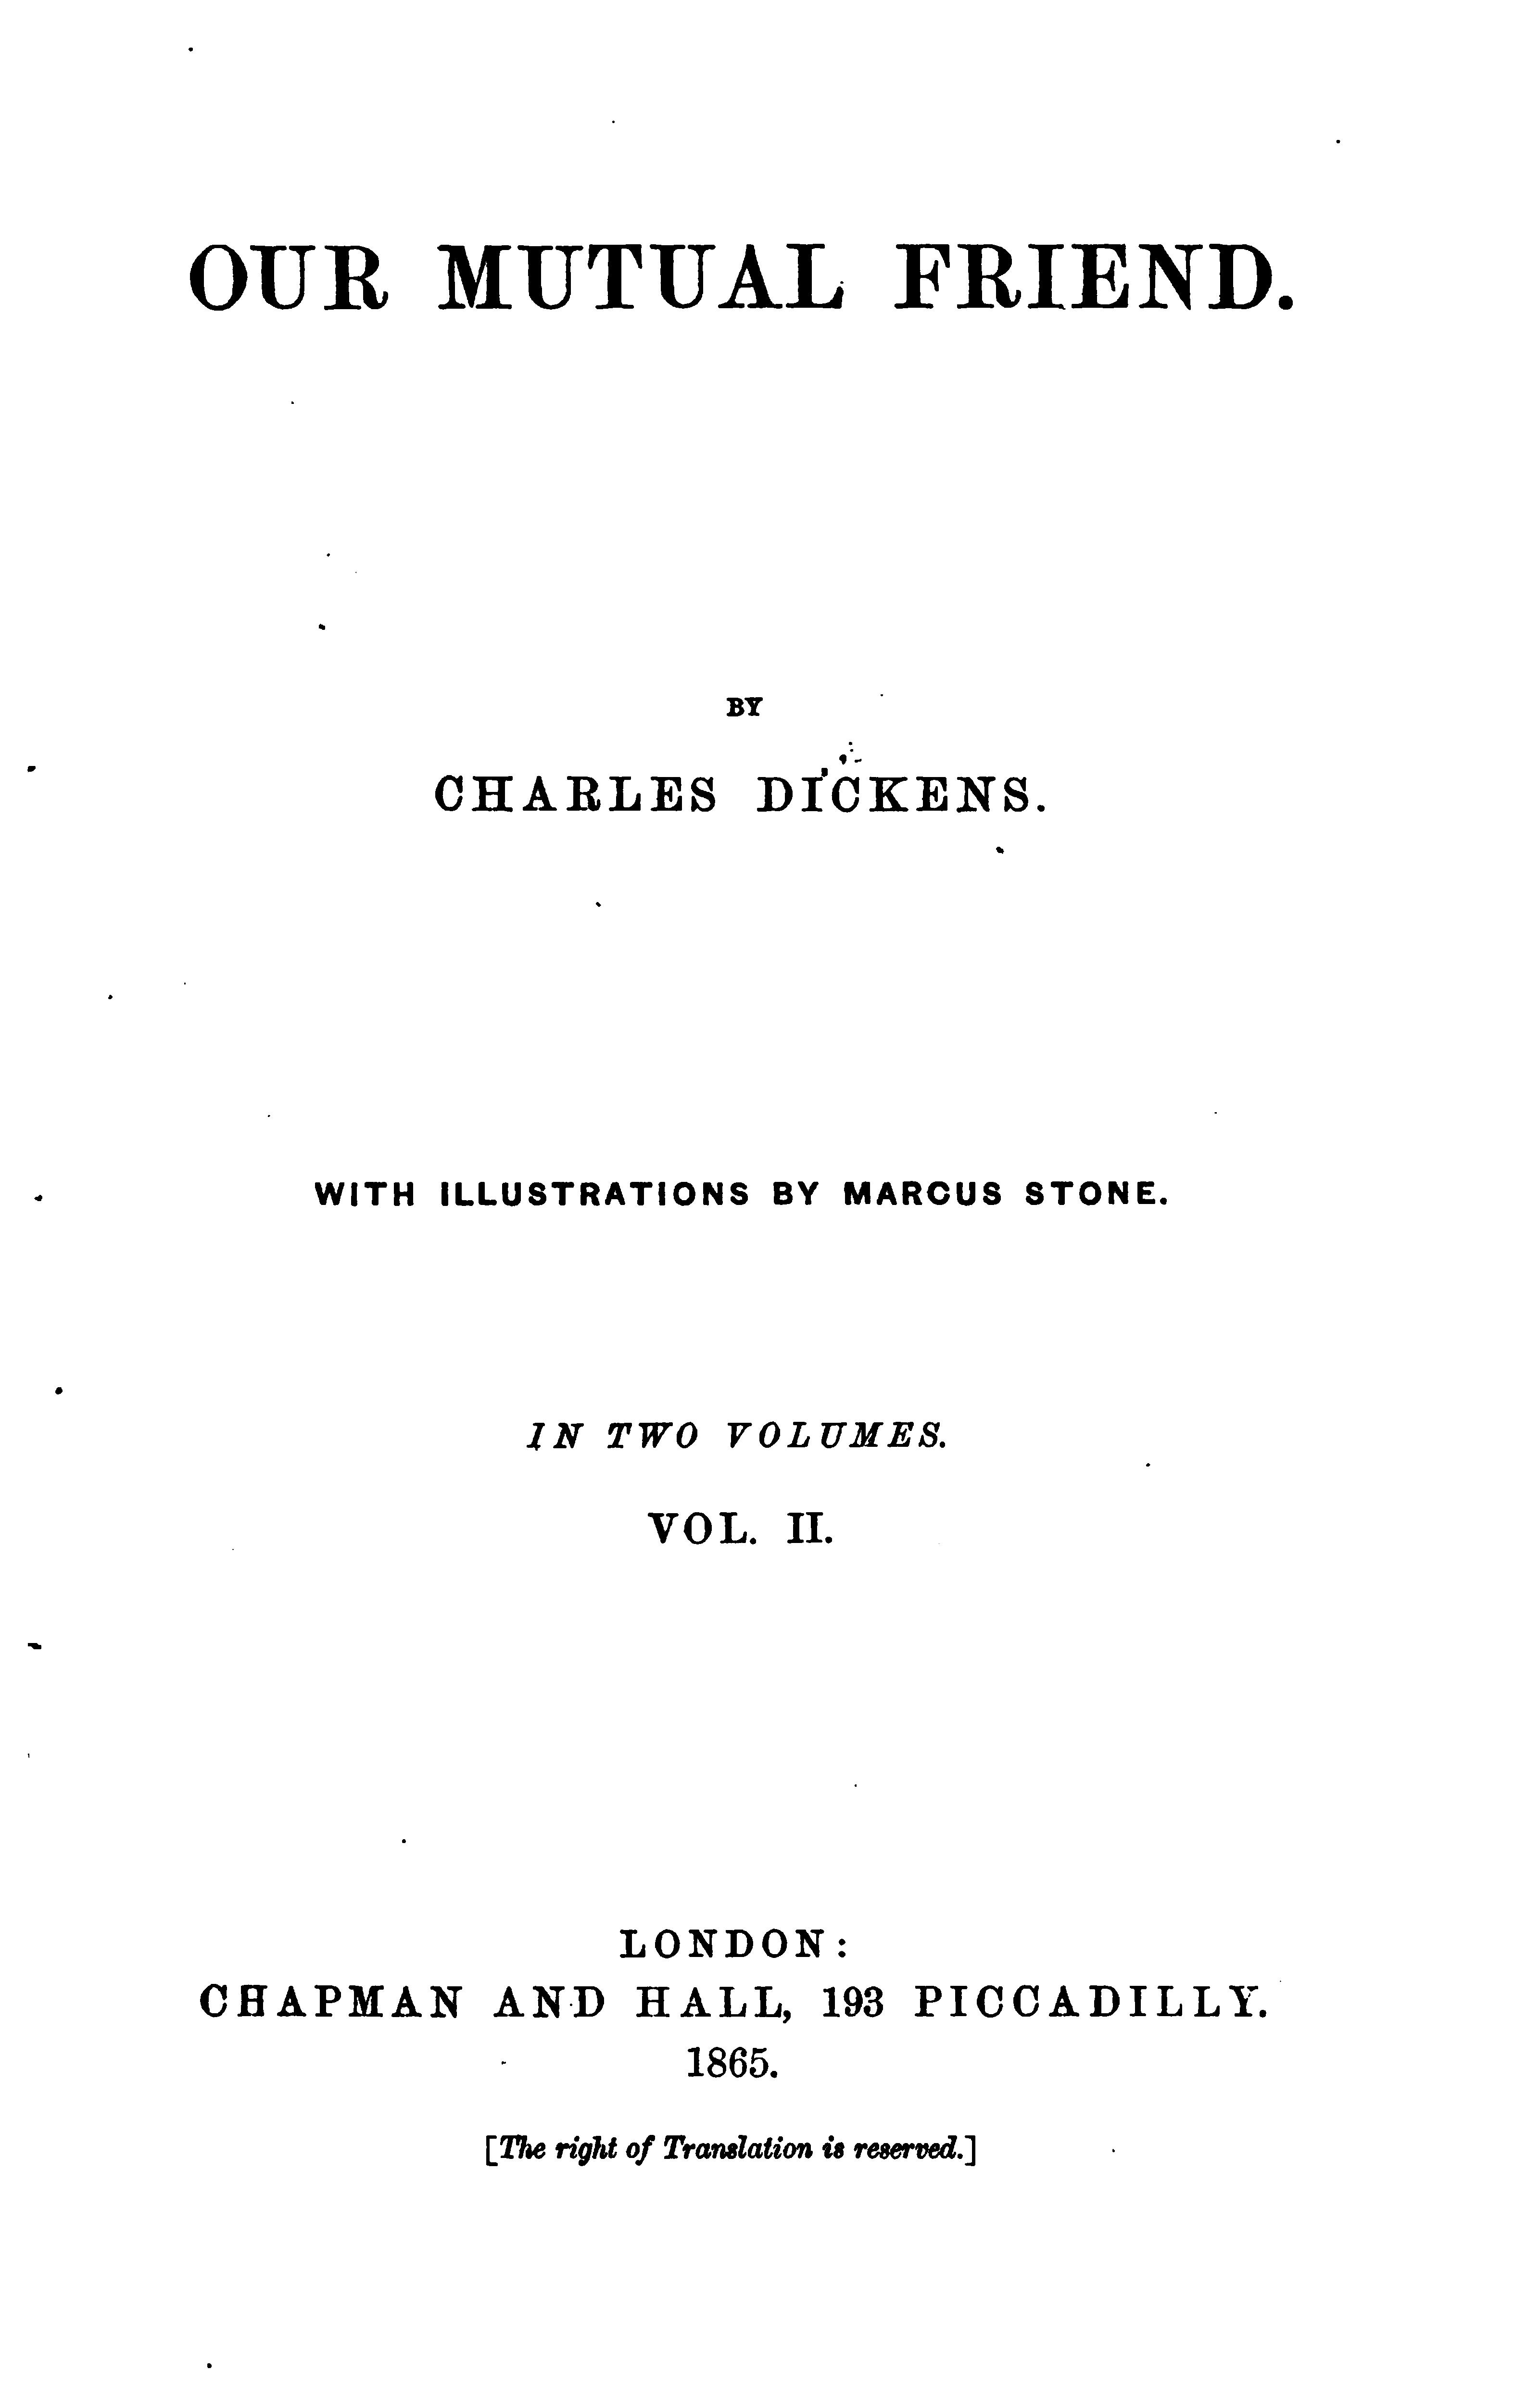 OUR MUTUAL FRIEND.
BY
CHARLES DICKENS.
WITH ILLUSTRATIONS BY MARCUS STONE.
IN TWO VOLUMES.
VOL. II.
LONDON:
CHAPMAN AND HALL, 193 PICCADILLY.
1865.
[The right of Translation is reserved.]